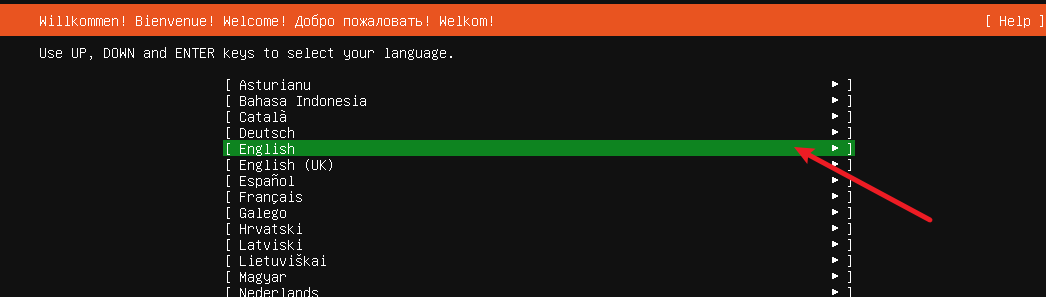 Willkommen! Bienvenue! Welcome! Добро пожаловать! Welkom! [ Help ]
Use UP, DOWN and ENTER keys to select your language.
[ Asturianu ▸ ]
[ Bahasa Indonesia ▸ ]
[ Català ▸ ]
[ Deutsch ▸ ]
[ English ▸ ]
[ English (UK) ▸ ]
[ Español ▸ ]
[ Français ▸ ]
[ Galego ▸ ]
[ Hrvatski ▸ ]
[ Latviski ▸ ]
[ Lietuviškai ▸ ]
[ Magyar ▸ ]
[ Nederlands ▸ ]